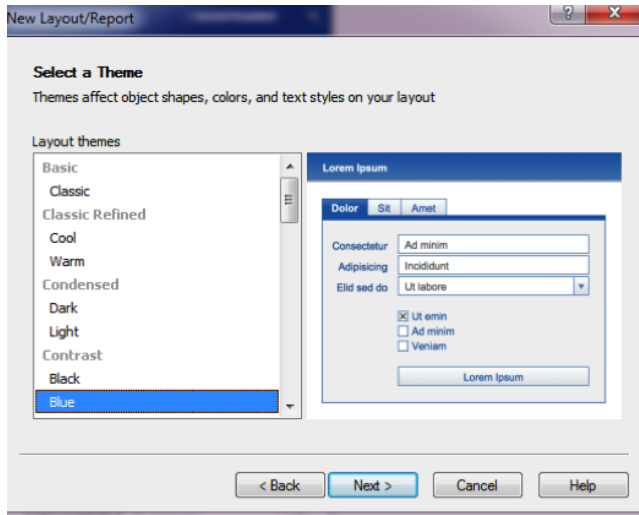 New Layout/Report
Select a Theme
Themes affect object shapes, colors, and text styles on your layout
Layout themes
Basic
Classic
Classic Refined
Cool
Warm
Condensed
Dark
Light
Contrast
Black
Blue
Lorem Ipsum
Dolor Sit Amet
Consectetur Ad minim
Adipisicing Incididunt
Elid sed do Ut labore
Ut emin
Ad minim
Veniam
Lorem Ipsum
< Back Next > Cancel Help